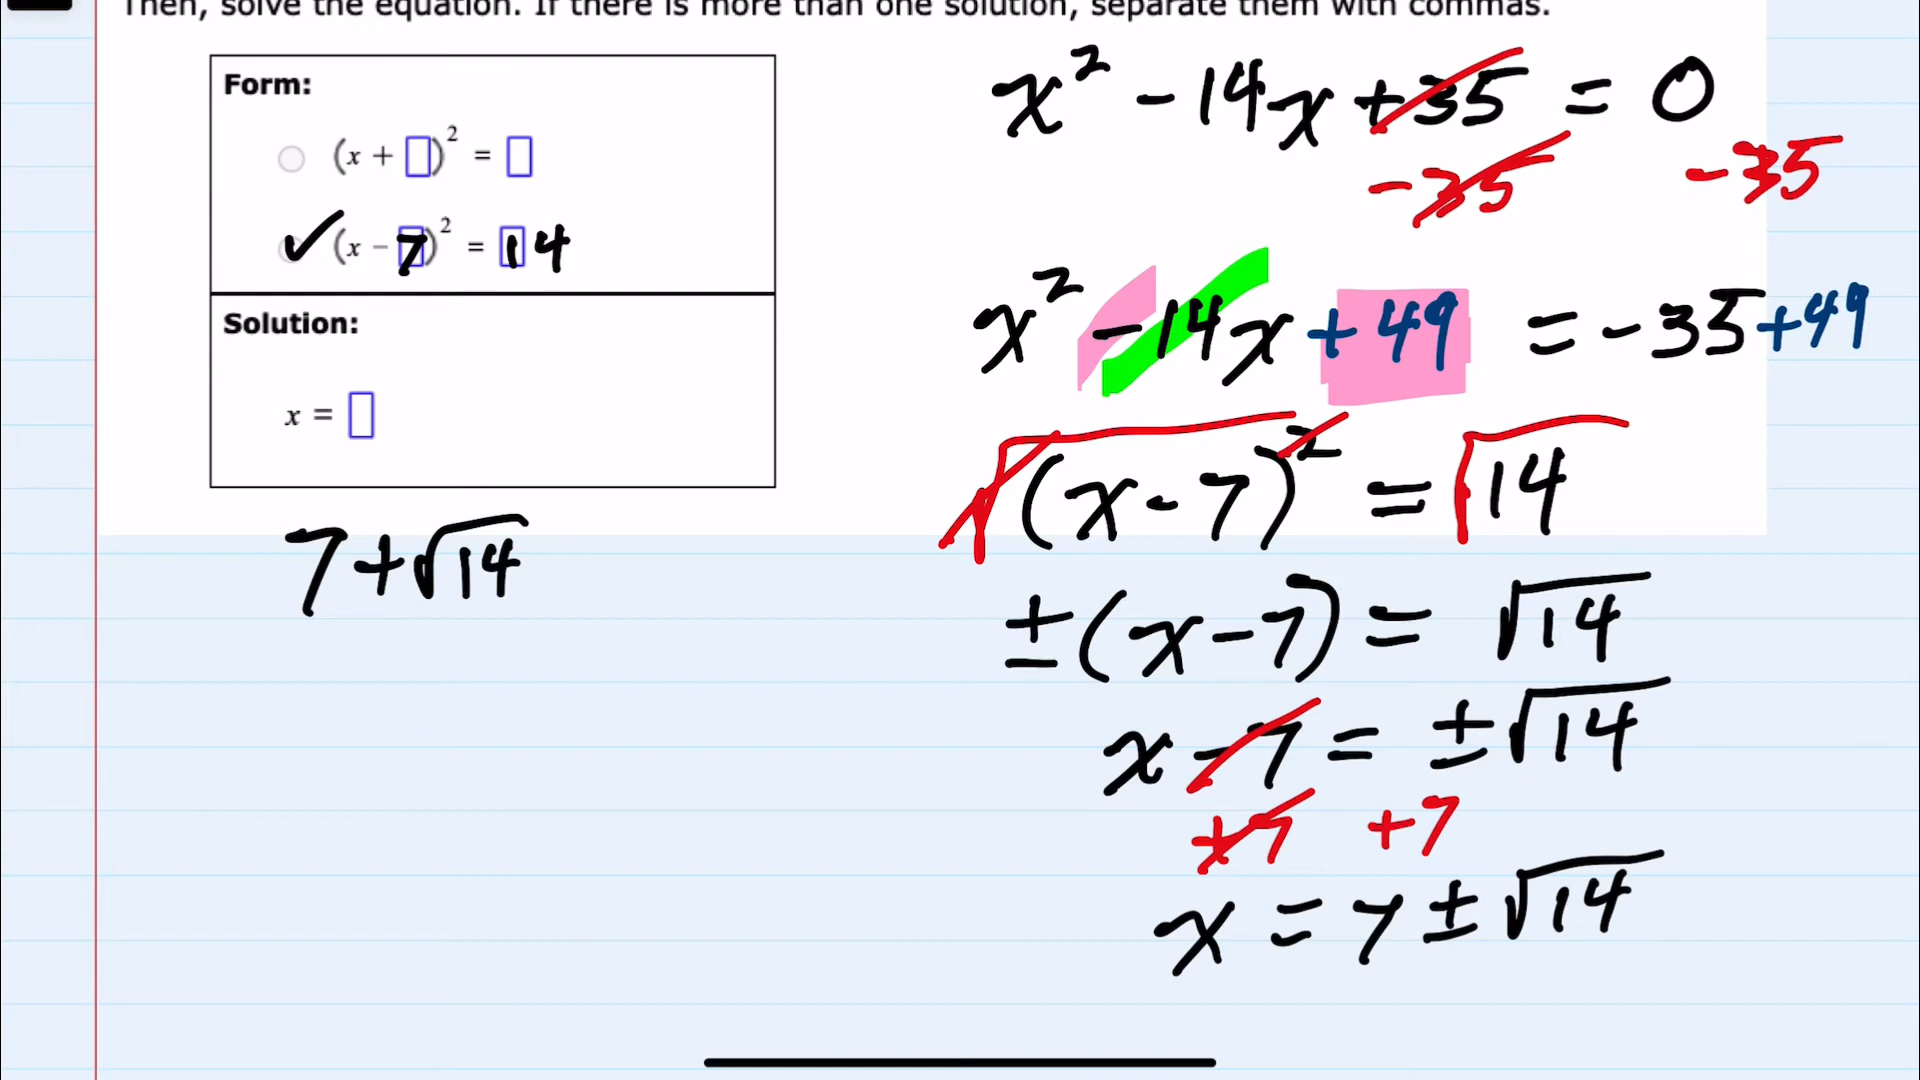 Then, solve the equation. If there is more than one solution, separate them with commas.
Form:
(x + □)² = □
✓ (x − 7)² = 14
Solution:
x = □
7+√14
x² − 14x +35 = 0
−35 −35
x² −14x +49 = −35+49
√(x−7)² = √14
±(x−7) = √14
x −7 = ±√14
+7 +7
x = 7 ± √14